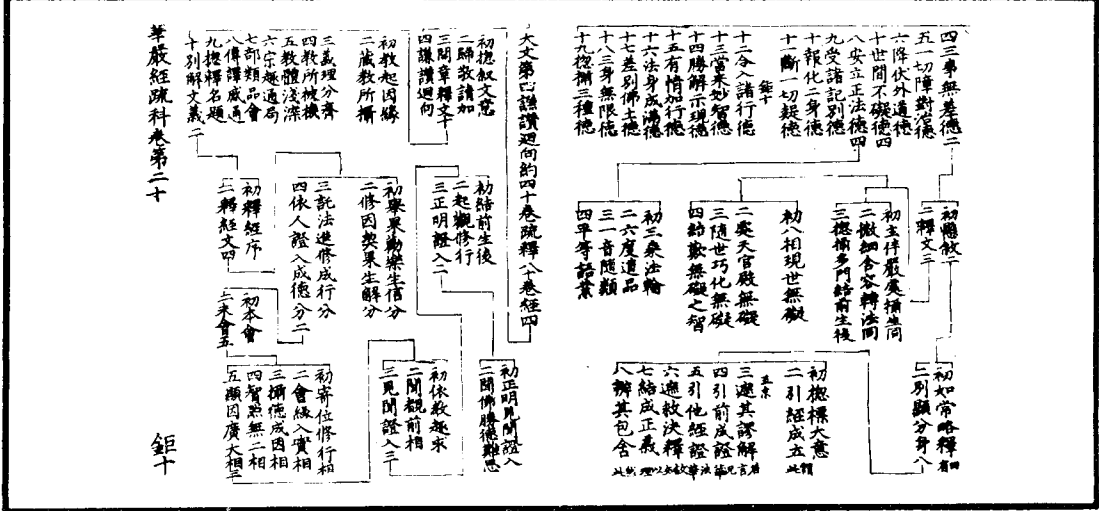 四三事無差德二
五一切障對治德
六降伏外道德
十世間不礙德四
八安立正法德四
九受諸記別德
十報化二身德
十一斷一切疑德
鉅十
十二令入諸行德
十三當來妙智德
十四勝解示現德
十五有情加行德
十六法身成滿德
十七差別佛土德
十八三身無限德
十九揔攝三種德
初懸敘二
二釋文三
初主伴嚴處攝生同
二微細含容轉法同
三揔攝多門結前生後
初八相現世無礙
二處天宮殿無礙
三隨世巧化無礙
四結歎無礙之智
初三乘法輪
二六度道品
三一音隨類
四平等語業
初如常略釋
二別顯分身八
初揔標大意
二引經成立
三遮其謬解
四引前成證
五引他經證
六遮救決釋
七結成正義
八辨其包含
大文第四謙讃迴向約四十卷疏釋八十卷經四
初揔敘文意
二歸敬請加
三開章釋文十
四謙讃迴向
初教起因緣
二藏教所攝
三義理分齊
四教所被機
五教體淺深
六宗趣通局
七部類品會
八傳譯感通
九揔釋名題
十別解文義二
初結前生後
二起觀修行
三正明證入二
初舉果勸樂生信分
二修因契果生解分
三託法進修成行分
四依人證入成德分二
初釋經序
二釋經文四
初本會
二末會五
初正明見聞證入
二聞佛勝德難思
初依教趣求
二聞觀前相
三見聞證入三
初寄位修行相
二會緣入實相
三攝德成因相
四智照無二相
五顯因廣大相三
華嚴經疏科卷第二十
鉅十